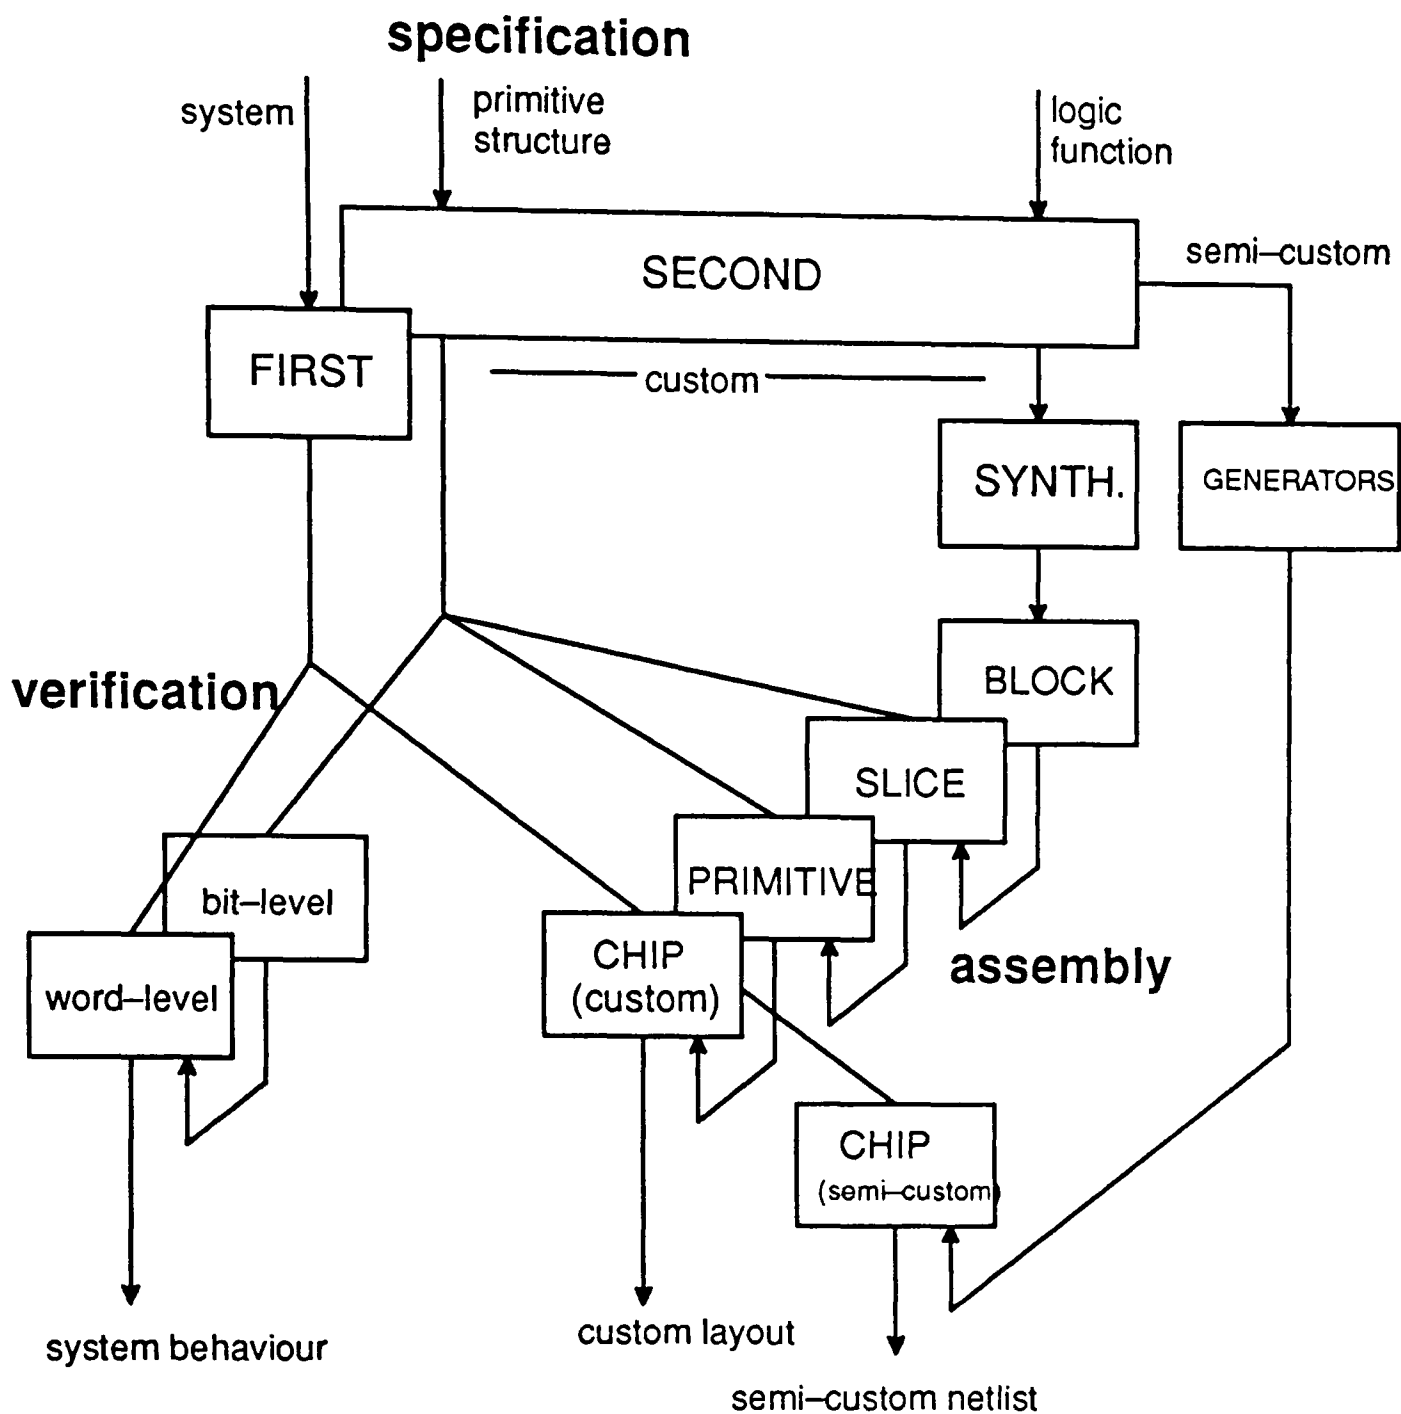 specification
system
primitive
structure
logic
function
SECOND
semi–custom
FIRST
custom
SYNTH.
GENERATORS
BLOCK
verification
SLICE
PRIMITIVE
bit–level
CHIP
(custom)
assembly
word–level
CHIP
(semi–custom)
custom layout
system behaviour
semi–custom netlist